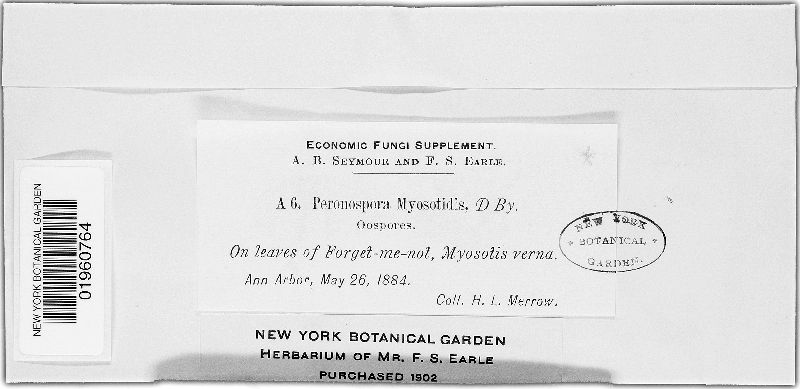 Economic Fungi Supplement.
A. B. Seymour and F. S. Earle.
A 6. Peronospora Myosotidis, D By.
Oospores.
On leaves of Forget-me-not, Myosotis verna.
Ann Arbor, May 26, 1884.
Coll. H. L. Merrow.
NEW YORK
BOTANICAL
GARDEN.
NEW YORK BOTANICAL GARDEN
01960764
NEW YORK BOTANICAL GARDEN
Herbarium of Mr. F. S. Earle
PURCHASED 1902